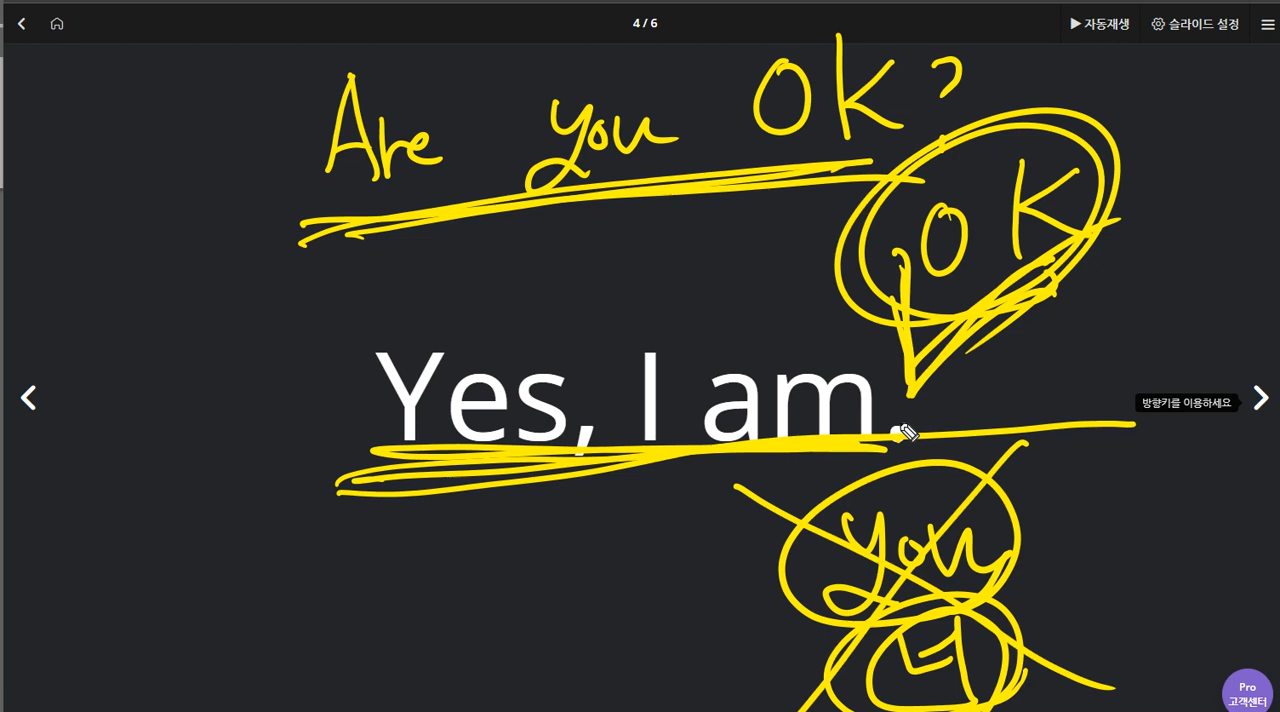 4 / 6
자동재생
슬라이드 설정
Are you OK?
OK
Yes, I am.
방향키를 이용하세요
you
너
Pro
고객센터